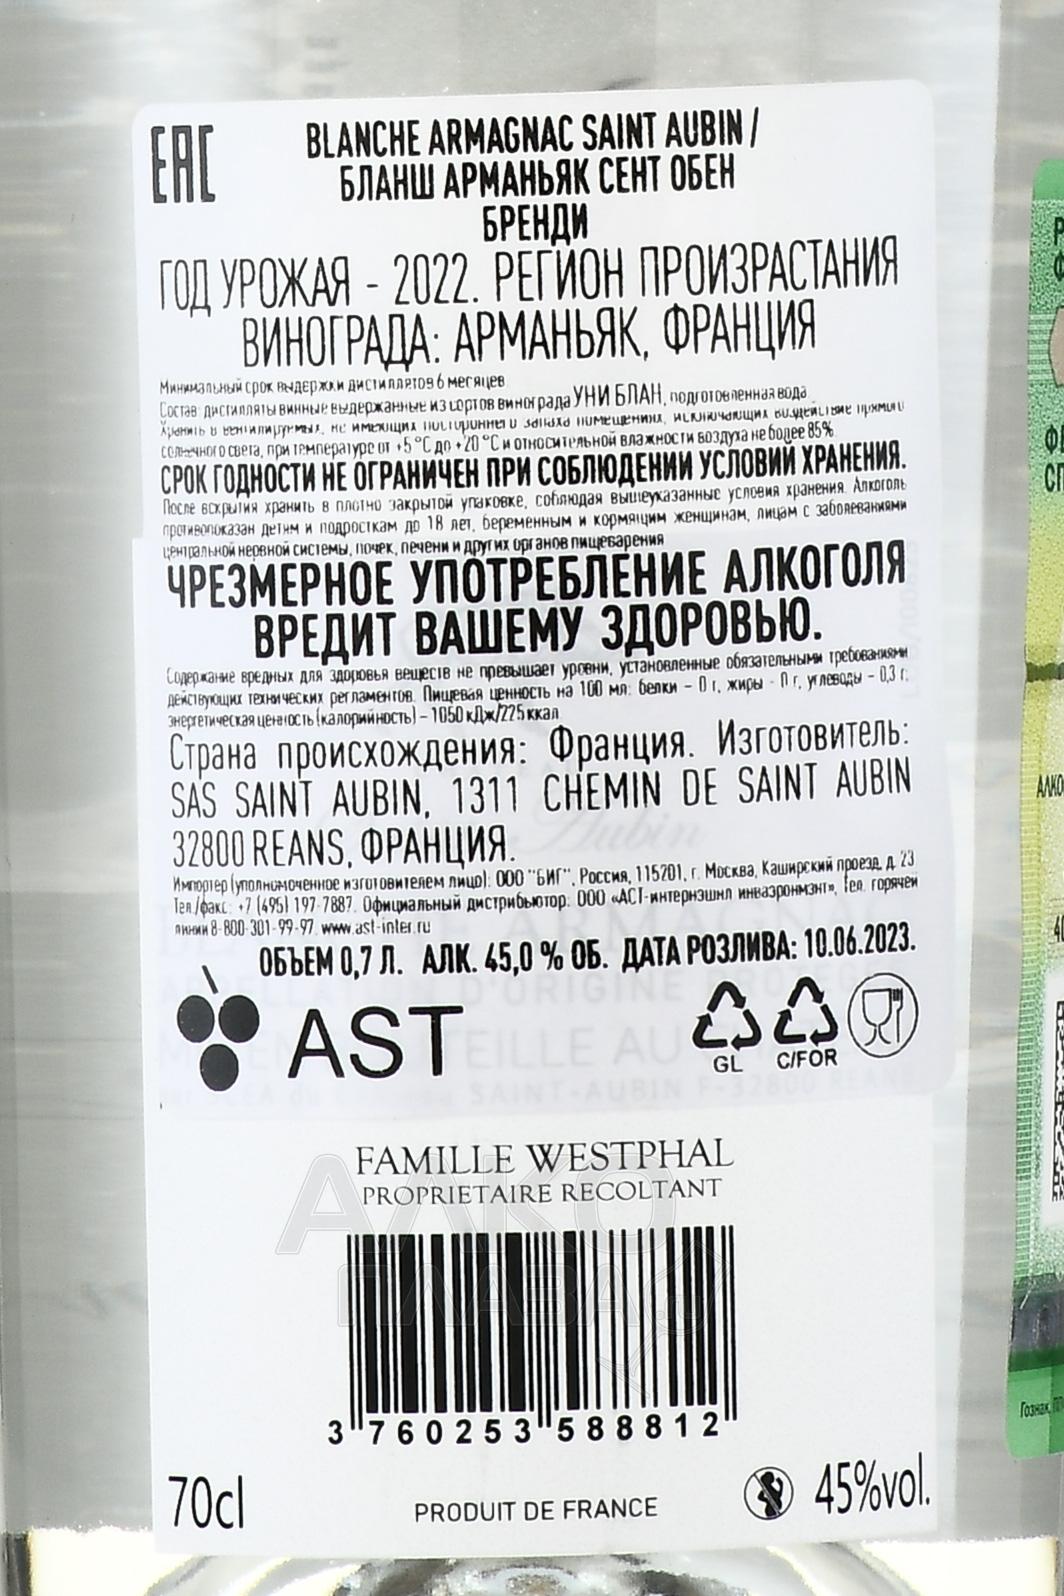 EAC
BLANCHE ARMAGNAC SAINT AUBIN /
БЛАНШ АРМАНЬЯК СЕНТ ОБЕН
БРЕНДИ
ГОД УРОЖАЯ - 2022. РЕГИОН ПРОИЗРАСТАНИЯ
ВИНОГРАДА: АРМАНЬЯК, ФРАНЦИЯ
Минимальный срок выдержки дистиллятов 6 месяцев
Состав: дистилляты винные выдержанные из сортов винограда УНИ БЛАН, подготовленная вода.
Хранить в вентилируемых, не имеющих постороннего запаха помещениях, исключающих воздействие прямого
солнечного света, при температуре от +5 °C до +20 °C и относительной влажности воздуха не более 85%.
СРОК ГОДНОСТИ НЕ ОГРАНИЧЕН ПРИ СОБЛЮДЕНИИ УСЛОВИЙ ХРАНЕНИЯ.
После вскрытия хранить в плотно закрытой упаковке, соблюдая вышеуказанные условия хранения. Алкоголь
противопоказан детям и подросткам до 18 лет, беременным и кормящим женщинам, лицам с заболеваниями
центральной нервной системы, почек, печени и других органов пищеварения
ЧРЕЗМЕРНОЕ УПОТРЕБЛЕНИЕ АЛКОГОЛЯ
ВРЕДИТ ВАШЕМУ ЗДОРОВЬЮ.
Содержание вредных для здоровья веществ не превышает уровни, установленные обязательными требованиями
действующих технических регламентов. Пищевая ценность на 100 мл: белки – 0 г, жиры - 0 г, углеводы – 0,3 г;
энергетическая ценность (калорийность) – 1050 кДж/225 ккал
Страна происхождения: Франция. Изготовитель:
SAS SAINT AUBIN, 1311 CHEMIN DE SAINT AUBIN
32800 REANS, ФРАНЦИЯ.
Импортер (уполномоченное изготовителем лицо): ООО "БИГ", Россия, 115201, г. Москва, Каширский проезд, д. 23
Тел./факс: +7 (495) 197-7887. Официальный дистрибьютор: ООО «АСТ-интернэшнл инваэронмэнт», Тел. горячей
линии 8-800-301-99-97. www.ast-inter.ru
ОБЪЕМ 0,7 Л. АЛК. 45,0 % ОБ. ДАТА РОЗЛИВА: 10.06.2023.
AST
GL
C/FOR
FAMILLE WESTPHAL
PROPRIETAIRE RECOLTANT
АЛКО
ПЛАВА.РУ
3 760253 588812
70cl
PRODUIT DE FRANCE
45%vol.